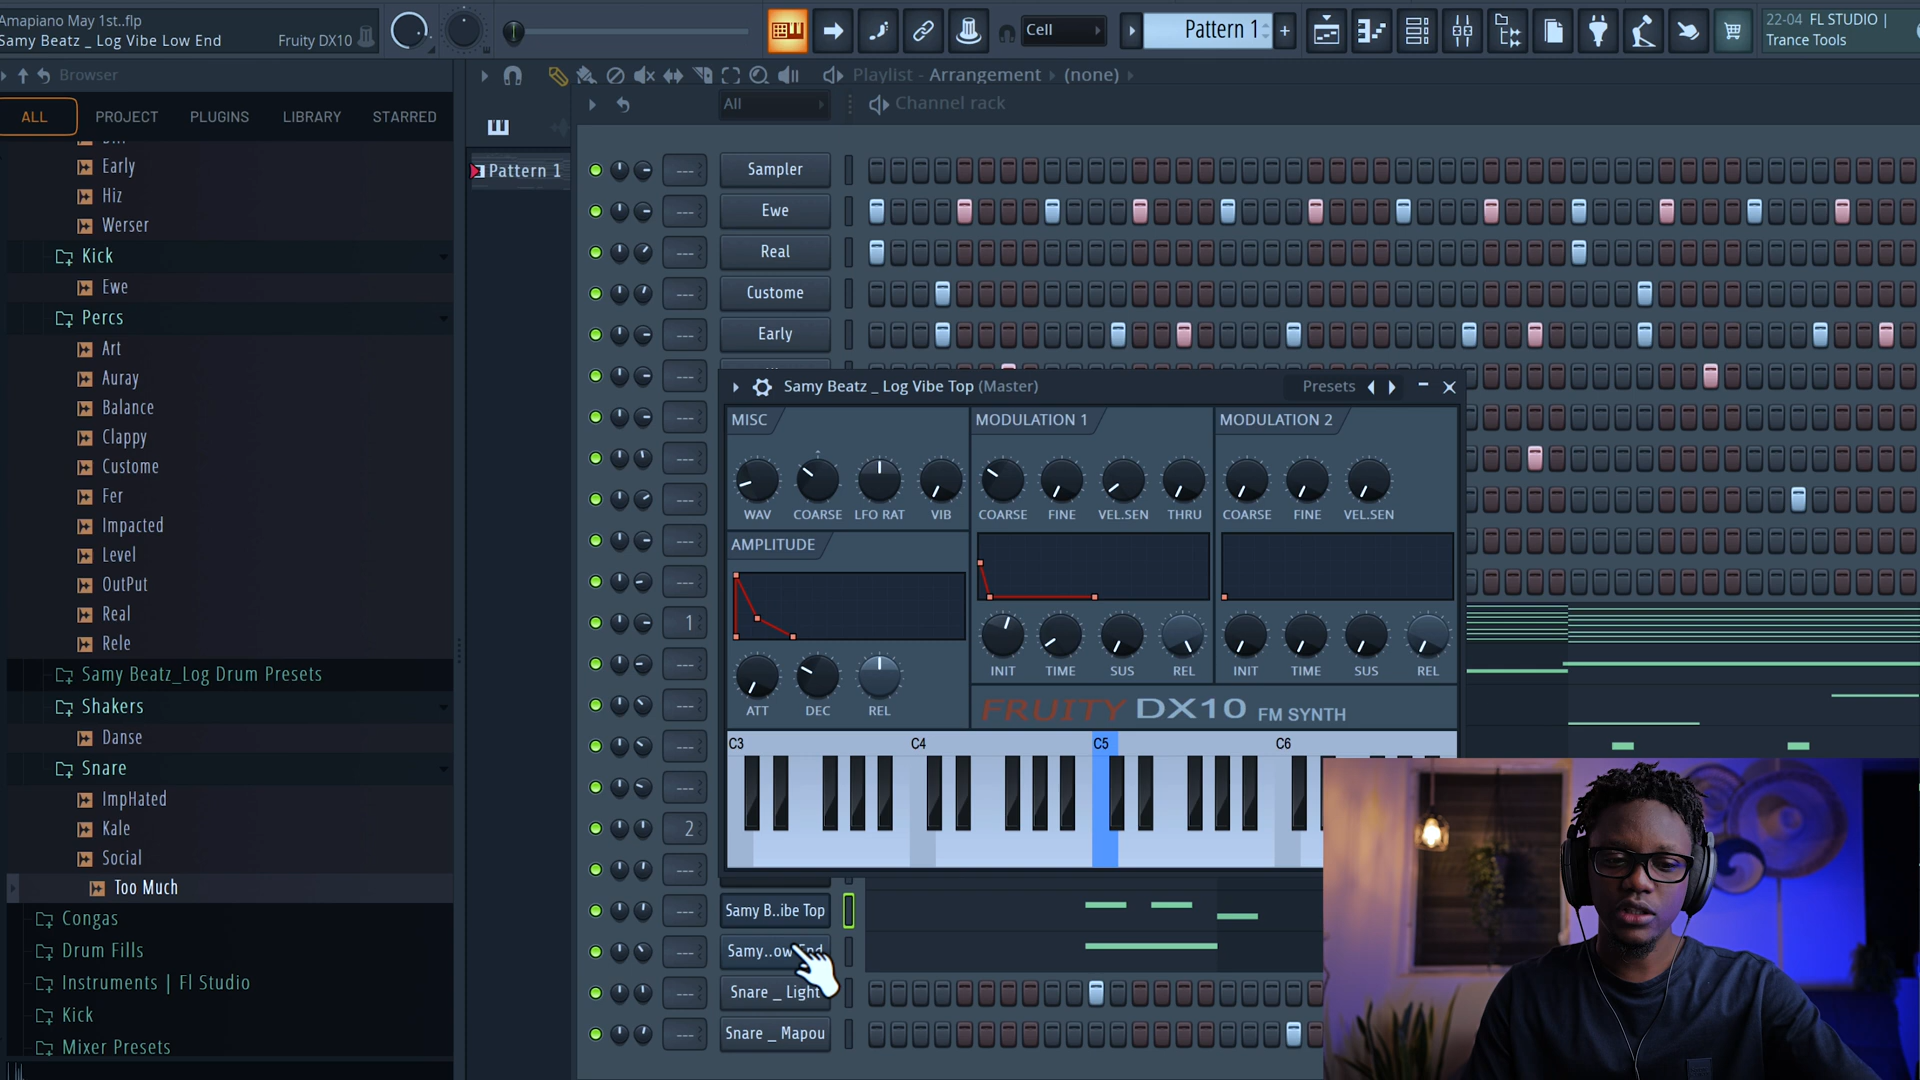 Amapiano May 1st..flp
Samy Beatz _ Log Vibe Low End
Fruity DX10
Cell
Pattern 1
22-04 FL STUDIO |
Trance Tools
Browser
Playlist - Arrangement
(none)
All
Channel rack
ALL
PROJECT
PLUGINS
LIBRARY
STARRED
Early
Hiz
Werser
Kick
Ewe
Percs
Art
Auray
Balance
Clappy
Custome
Fer
Impacted
Level
OutPut
Real
Rele
Samy Beatz_Log Drum Presets
Shakers
Danse
Snare
ImpHated
Kale
Social
Too Much
Congas
Drum Fills
Instruments | Fl Studio
Kick
Mixer Presets
Pattern 1
Sampler
Ewe
Real
Custome
Early
1
2
Samy B..ibe Top
Snare _ Light
Snare _ Mapou
Samy Beatz _ Log Vibe Top (Master)
Presets
MISC
WAV
COARSE
LFO RAT
VIB
AMPLITUDE
ATT
DEC
REL
MODULATION 1
COARSE
FINE
VEL.SEN
THRU
INIT
TIME
SUS
REL
MODULATION 2
COARSE
FINE
VEL.SEN
INIT
TIME
SUS
REL
FRUITY DX10 FM SYNTH
C3
C4
C5
C6